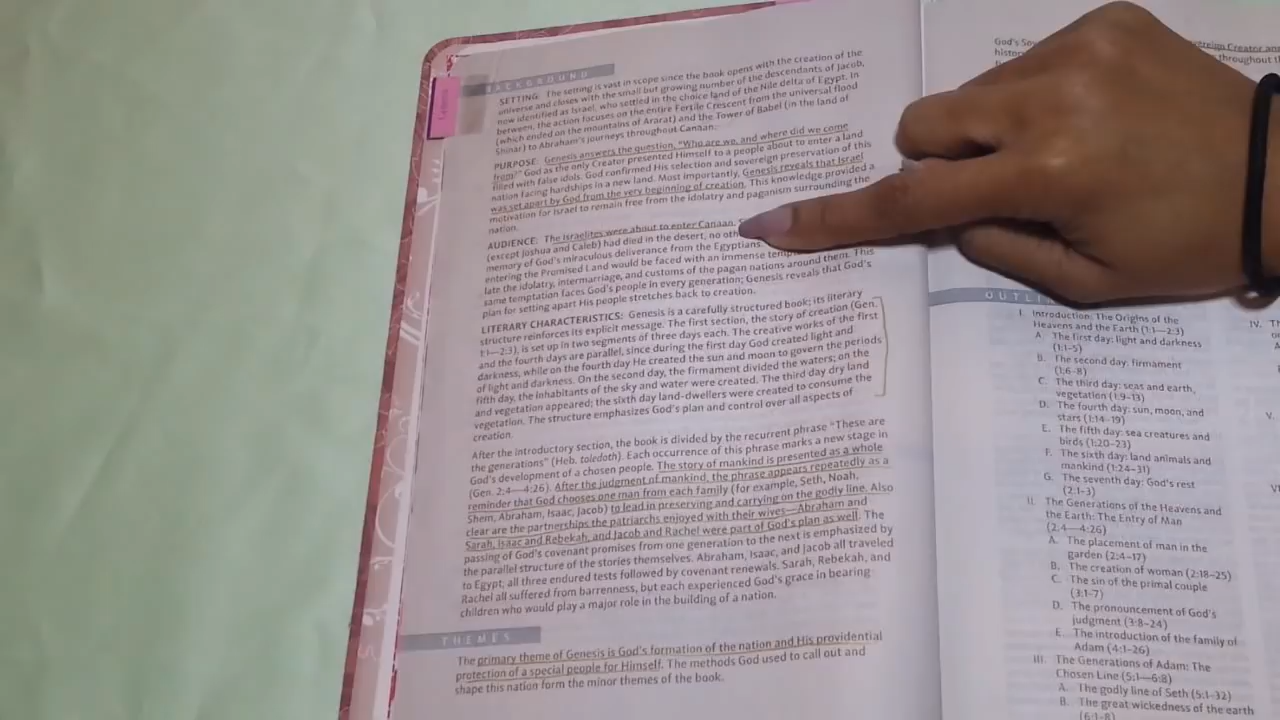 BACKGROUND
SETTING: The setting is vast in scope since the book opens with the creation of the
universe and closes with the small but growing number of the descendants of Jacob,
now identified as Israel, who settled in the choice land of the Nile delta of Egypt. In
between, the action focuses on the entire Fertile Crescent from the universal flood
(which ended on the mountains of Ararat) and the Tower of Babel (in the land of
Shinar) to Abraham's journeys throughout Canaan.
PURPOSE: Genesis answers the question, "Who are we, and where did we come
from?" God as the only Creator presented Himself to a people about to enter a land
filled with false idols. God confirmed His selection and sovereign preservation of this
nation facing hardships in a new land. Most importantly, Genesis reveals that Israel
was set apart by God from the very beginning of creation. This knowledge provided a
motivation for Israel to remain free from the idolatry and paganism surrounding the
nation.
AUDIENCE: The Israelites were about to enter Canaan.
(except Joshua and Caleb) had died in the desert, no
memory of God's miraculous deliverance from the Egyptians.
entering the Promised Land would be faced with an immense
late the idolatry, intermarriage, and customs of the pagan nations around them. This
same temptation faces God's people in every generation; Genesis reveals that God's
plan for setting apart His people stretches back to creation.
LITERARY CHARACTERISTICS: Genesis is a carefully structured book; its literary
structure reinforces its explicit message. The first section, the story of creation (Gen.
1:1—2:3), is set up in two segments of three days each. The creative works of the first
and the fourth days are parallel, since during the first day God created light and
darkness, while on the fourth day He created the sun and moon to govern the periods
of light and darkness. On the second day, the firmament divided the waters; on the
fifth day, the inhabitants of the sky and water were created. The third day dry land
and vegetation appeared; the sixth day land-dwellers were created to consume the
vegetation. The structure emphasizes God's plan and control over all aspects of
creation.
After the introductory section, the book is divided by the recurrent phrase "These are
the generations" (Heb. toledoth). Each occurrence of this phrase marks a new stage in
God's development of a chosen people. The story of mankind is presented as a whole
(Gen. 2:4—4:26). After the judgment of mankind, the phrase appears repeatedly as a
reminder that God chooses one man from each family (for example, Seth, Noah,
Shem, Abraham, Isaac, Jacob) to lead in preserving and carrying on the godly line. Also
clear are the partnerships the patriarchs enjoyed with their wives—Abraham and
Sarah, Isaac and Rebekah, and Jacob and Rachel were part of God's plan as well. The
passing of God's covenant promises from one generation to the next is emphasized by
the parallel structure of the stories themselves. Abraham, Isaac, and Jacob all traveled
to Egypt; all three endured tests followed by covenant renewals. Sarah, Rebekah, and
Rachel all suffered from barrenness, but each experienced God's grace in bearing
children who would play a major role in the building of a nation.
THEMES
The primary theme of Genesis is God's formation of the nation and His providential
protection of a special people for Himself. The methods God used to call out and
shape this nation form the minor themes of the book.
God's
Creator and
histor
throughout
OUTLI
I. Introduction: The Origins of the
Heavens and the Earth (1:1—2:3)
A. The first day: light and darkness
(1:1-5)
B. The second day: firmament
(1:6-8)
C. The third day: seas and earth,
vegetation (1:9-13)
D. The fourth day: sun, moon, and
stars (1:14-19)
E. The fifth day: sea creatures and
birds (1:20-23)
F. The sixth day: land animals and
mankind (1:24-31)
G. The seventh day: God's rest
(2:1-3)
II. The Generations of the Heavens and
the Earth: The Entry of Man
(2:4—4:26)
A. The placement of man in the
garden (2:4-17)
B. The creation of woman (2:18-25)
C. The sin of the primal couple
(3:1-7)
D. The pronouncement of God's
judgment (3:8-24)
E. The introduction of the family of
Adam (4:1-26)
III. The Generations of Adam: The
Chosen Line (5:1—6:8)
A. The godly line of Seth (5:1-32)
B. The great wickedness of the earth
(6:1-8)
IV.
V.